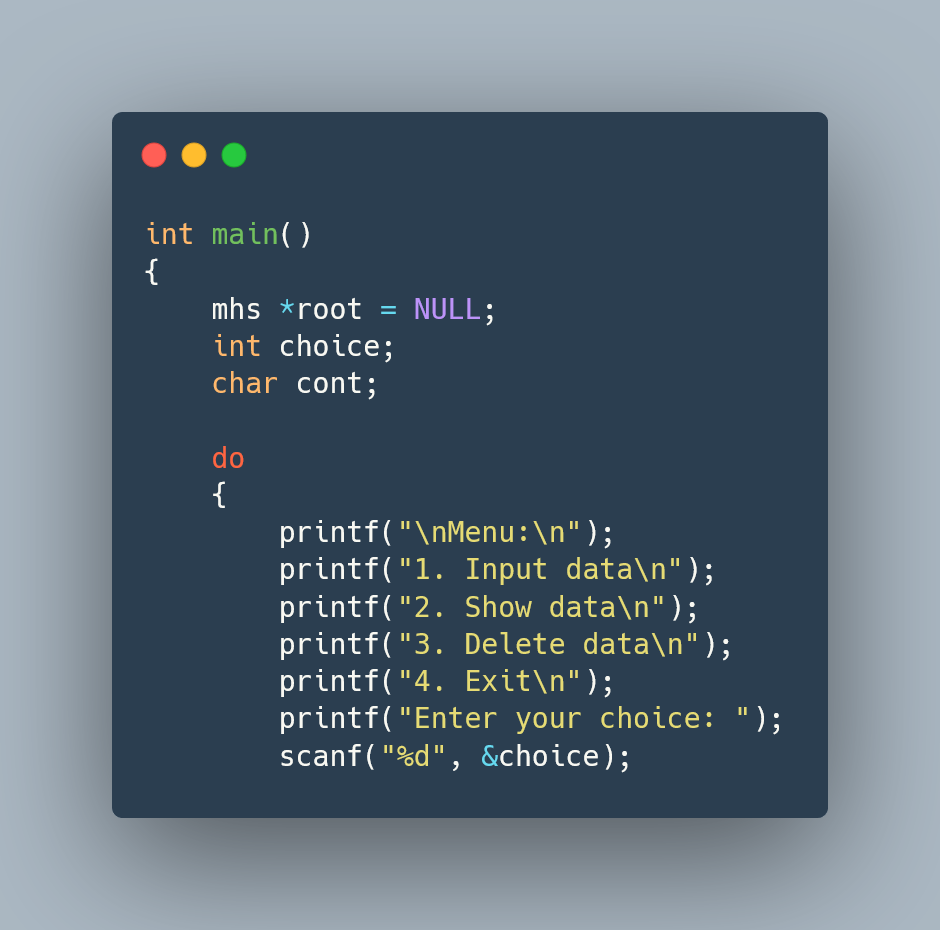 int main()
{
    mhs *root = NULL;
    int choice;
    char cont;

    do
    {
        printf("\nMenu:\n");
        printf("1. Input data\n");
        printf("2. Show data\n");
        printf("3. Delete data\n");
        printf("4. Exit\n");
        printf("Enter your choice: ");
        scanf("%d", &choice);